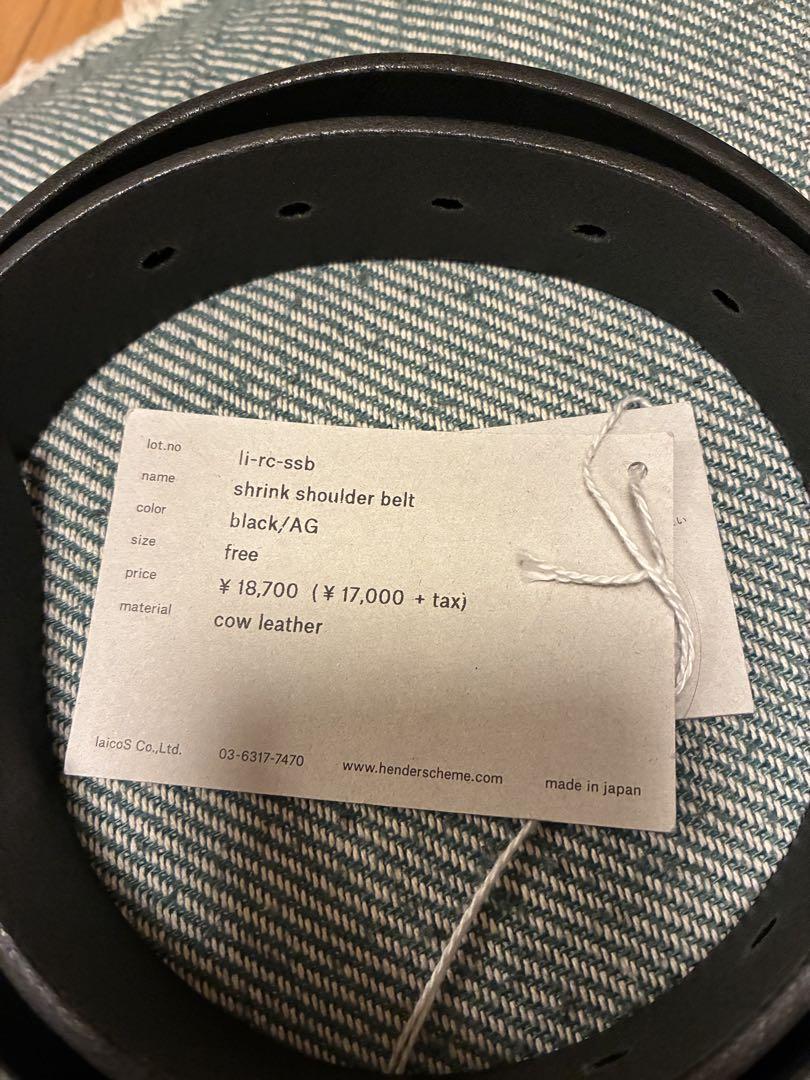 lot.no li-rc-ssb
name shrink shoulder belt
color black/AG
size free
price ¥ 18,700 (¥ 17,000 + tax)
material cow leather
laicoS Co.,Ltd. 03-6317-7470 www.henderscheme.com made in japan
い